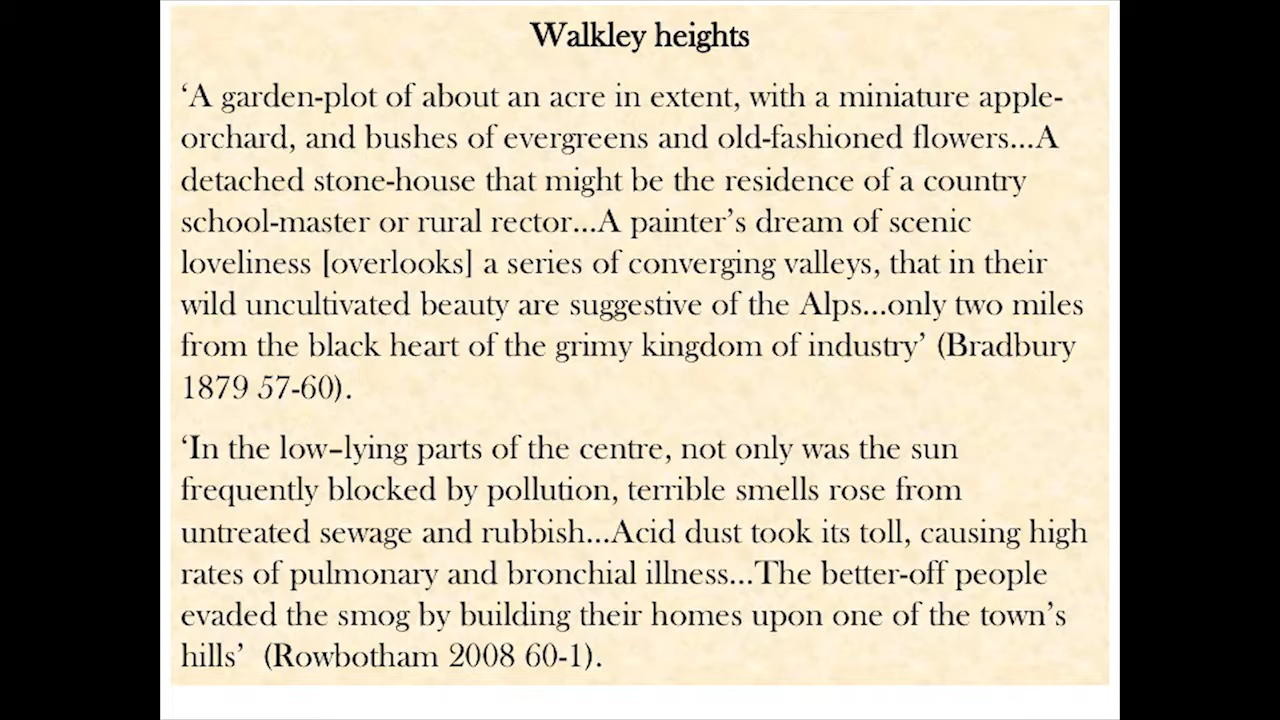 Walkley heights
‘A garden-plot of about an acre in extent, with a miniature apple-
orchard, and bushes of evergreens and old-fashioned flowers...A
detached stone-house that might be the residence of a country
school-master or rural rector...A painter’s dream of scenic
loveliness [overlooks] a series of converging valleys, that in their
wild uncultivated beauty are suggestive of the Alps...only two miles
from the black heart of the grimy kingdom of industry’ (Bradbury
1879 57-60).
‘In the low–lying parts of the centre, not only was the sun
frequently blocked by pollution, terrible smells rose from
untreated sewage and rubbish...Acid dust took its toll, causing high
rates of pulmonary and bronchial illness...The better-off people
evaded the smog by building their homes upon one of the town’s
hills’ (Rowbotham 2008 60-1).